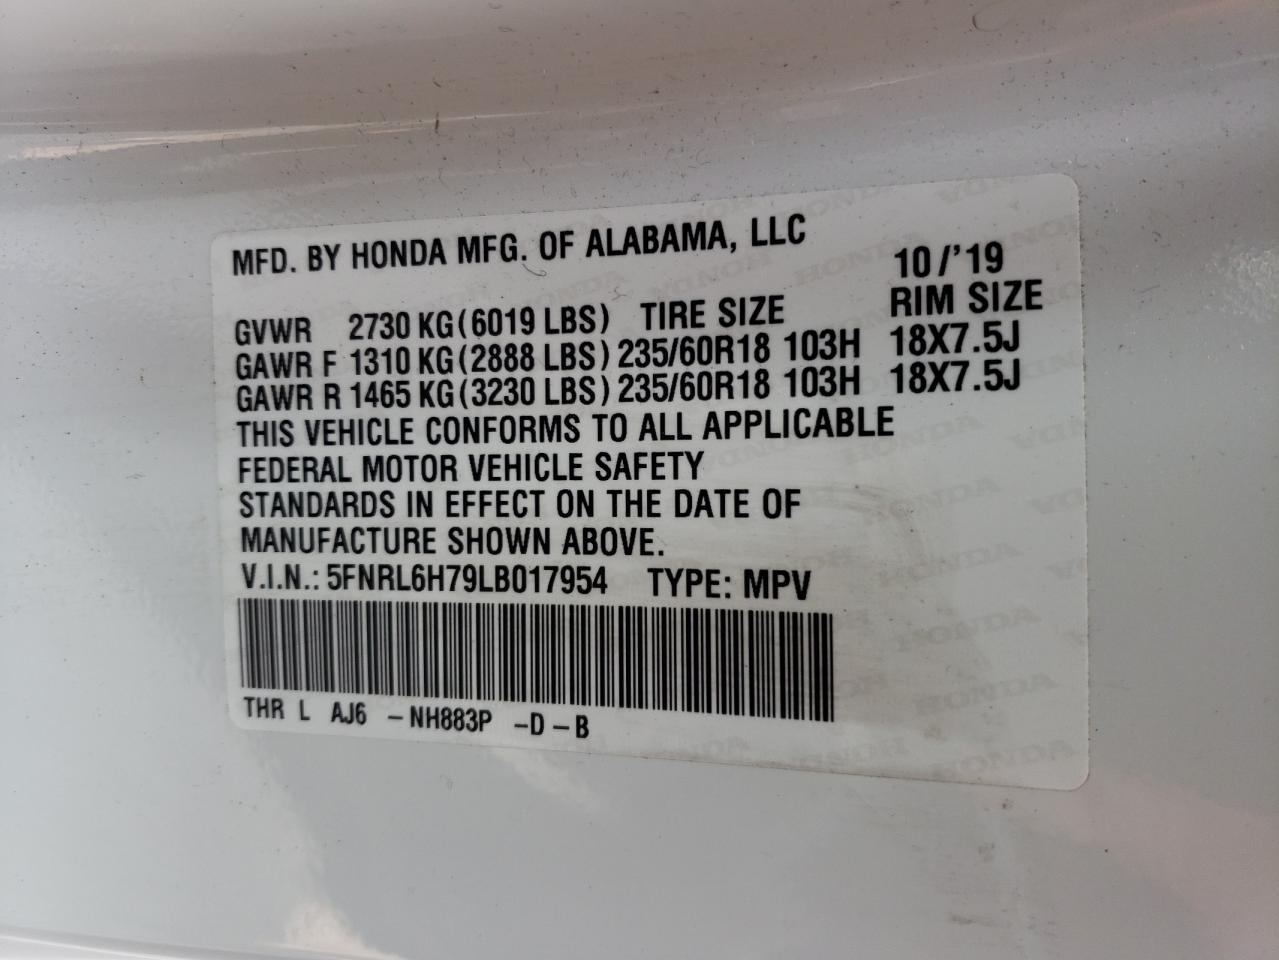 MFD. BY HONDA MFG. OF ALABAMA, LLC
10/'19
GVWR 2730 KG(6019 LBS) TIRE SIZE RIM SIZE
GAWR F 1310 KG(2888 LBS) 235/60R18 103H 18X7.5J
GAWR R 1465 KG(3230 LBS) 235/60R18 103H 18X7.5J
THIS VEHICLE CONFORMS TO ALL APPLICABLE
FEDERAL MOTOR VEHICLE SAFETY
STANDARDS IN EFFECT ON THE DATE OF
MANUFACTURE SHOWN ABOVE.
V.I.N.: 5FNRL6H79LB017954 TYPE: MPV
THR L AJ6 -NH883P -D-B